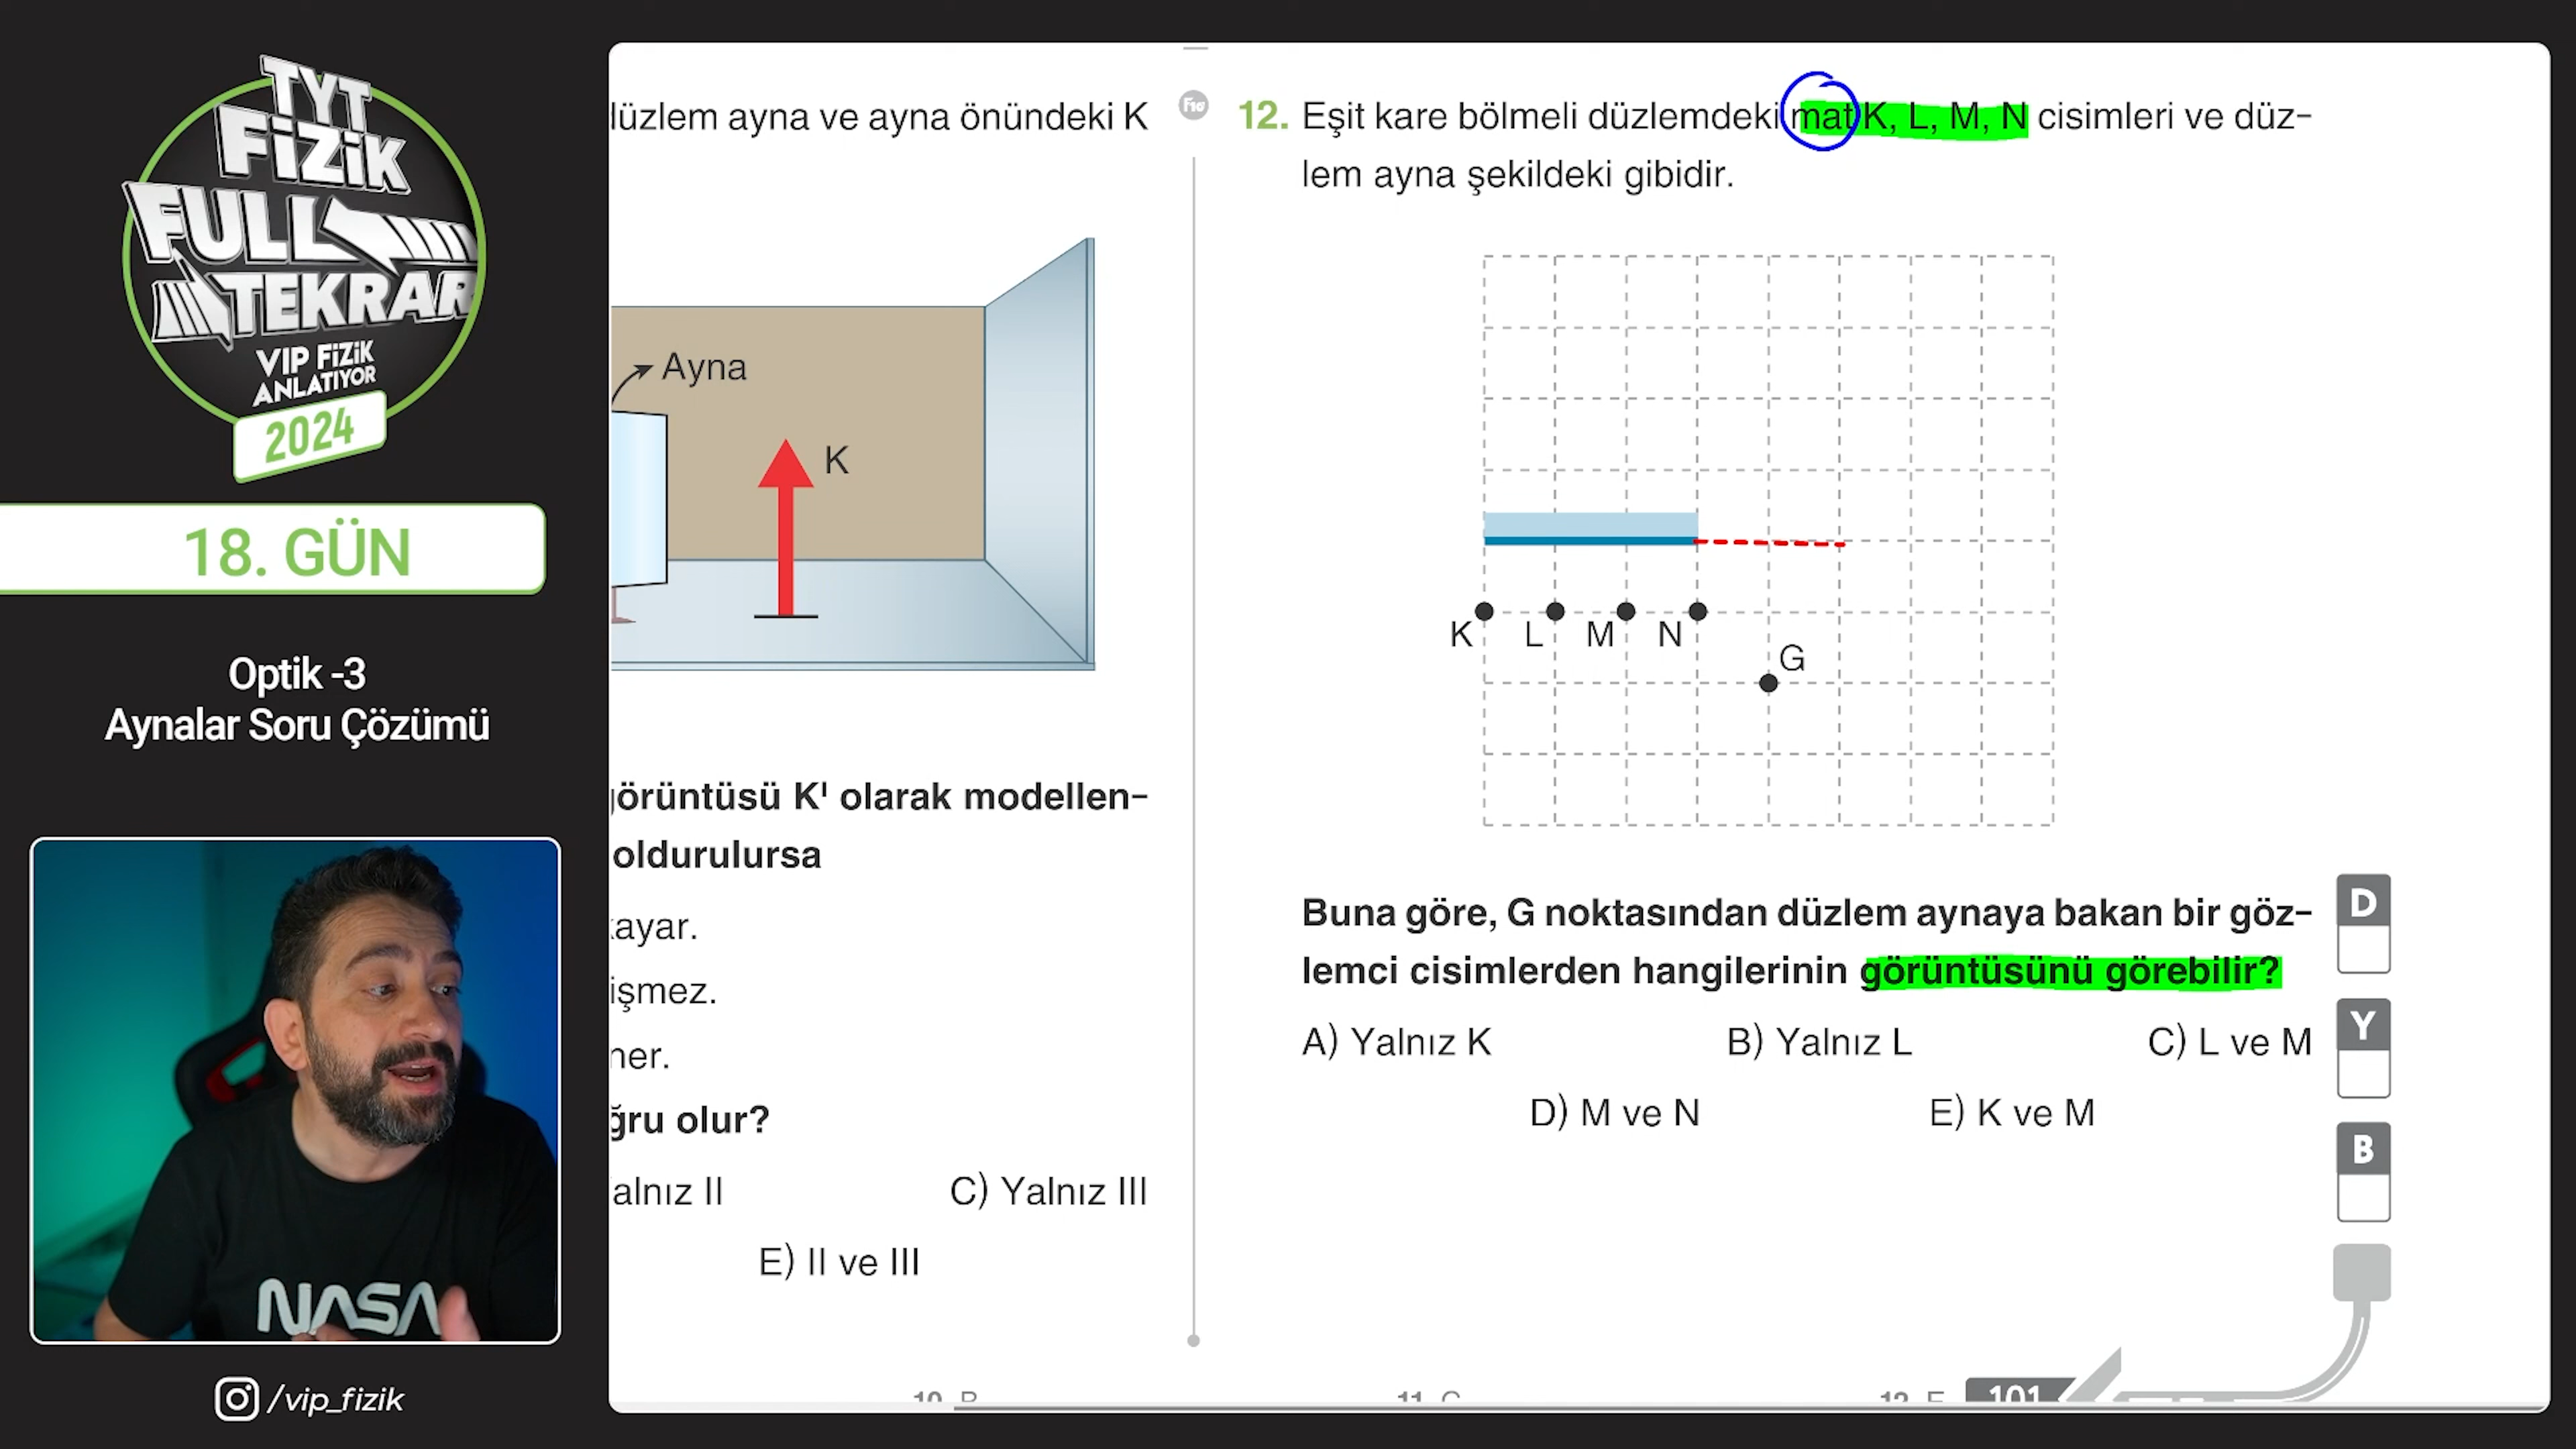 TYT
FİZİK
FULL
TEKRAR
VIP FİZİK
ANLATIYOR
2024
18. GÜN
Optik -3
Aynalar Soru Çözümü
NASA
/vip_fizik
düzlem ayna ve ayna önündeki K
Ayna
K
görüntüsü Kᴵ olarak modellen-
oldurulursa
kayar.
işmez.
ner.
ğru olur?
alnız II
C) Yalnız III
E) II ve III
F10
12. Eşit kare bölmeli düzlemdeki mat K, L, M, N cisimleri ve düz-
lem ayna şekildeki gibidir.
K L M N
G
Buna göre, G noktasından düzlem aynaya bakan bir göz-
lemci cisimlerden hangilerinin görüntüsünü görebilir?
A) Yalnız K B) Yalnız L C) L ve M
D) M ve N E) K ve M
D
Y
B
101